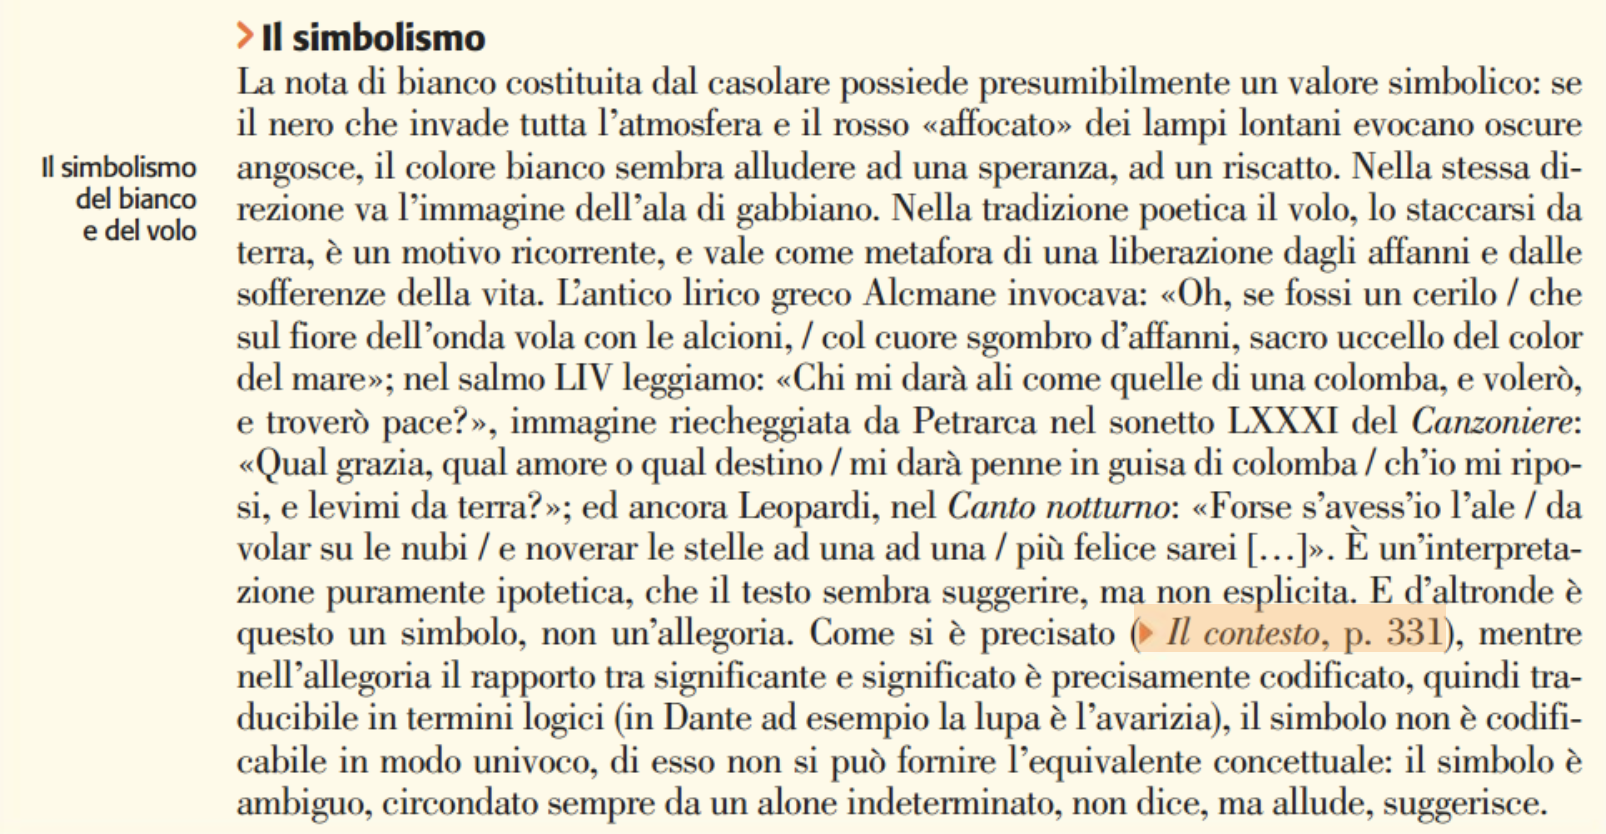 Il simbolismo
La nota di bianco costituita dal casolare possiede presumibilmente un valore simbolico: se
il nero che invade tutta l'atmosfera e il rosso «affocato» dei lampi lontani evocano oscure
angosce, il colore bianco sembra alludere ad una speranza, ad un riscatto. Nella stessa di-
rezione va l'immagine dell'ala di gabbiano. Nella tradizione poetica il volo, lo staccarsi da
terra, è un motivo ricorrente, e vale come metafora di una liberazione dagli affanni e dalle
sofferenze della vita. L'antico lirico greco Alcmane invocava: «Oh, se fossi un cerilo / che
sul fiore dell'onda vola con le alcioni, / col cuore sgombro d'affanni, sacro uccello del color
del mare»; nel salmo LIV leggiamo: «Chi mi darà ali come quelle di una colomba, e volerò,
e troverò pace?», immagine riecheggiata da Petrarca nel sonetto LXXXI del Canzoniere:
«Qual grazia, qual amore o qual destino / mi darà penne in guisa di colomba / ch'io mi ripo-
si, e levimi da terra?»; ed ancora Leopardi, nel Canto notturno: «Forse s'avess'io l'ale / da
volar su le nubi / e noverar le stelle ad una ad una / più felice sarei [...]». È un'interpreta-
zione puramente ipotetica, che il testo sembra suggerire, ma non esplicita. E d'altronde è
questo un simbolo, non un'allegoria. Come si è precisato (▶ Il contesto, p. 331), mentre
nell'allegoria il rapporto tra significante e significato è precisamente codificato, quindi tra-
ducibile in termini logici (in Dante ad esempio la lupa è l'avarizia), il simbolo non è codifi-
cabile in modo univoco, di esso non si può fornire l'equivalente concettuale: il simbolo è
ambiguo, circondato sempre da un alone indeterminato, non dice, ma allude, suggerisce.
Il simbolismo
del bianco
e del volo